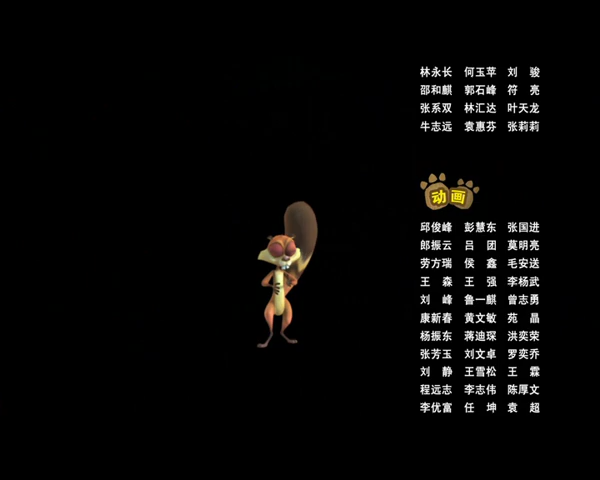 林永长 何玉苹 刘 骏
邵和麒 郭石峰 符 亮
张系双 林汇达 叶天龙
牛志远 袁惠芬 张莉莉
动画
邱俊峰 彭慧东 张国进
郎振云 吕 团 莫明亮
劳方瑞 侯 鑫 毛安送
王 森 王 强 李杨武
刘 峰 鲁一麒 曾志勇
康新春 黄文敏 苑 晶
杨振东 蒋迪琛 洪奕荣
张芳玉 刘文卓 罗奕乔
刘 静 王雪松 王 霖
程远志 李志伟 陈厚文
李优富 任 坤 袁 超